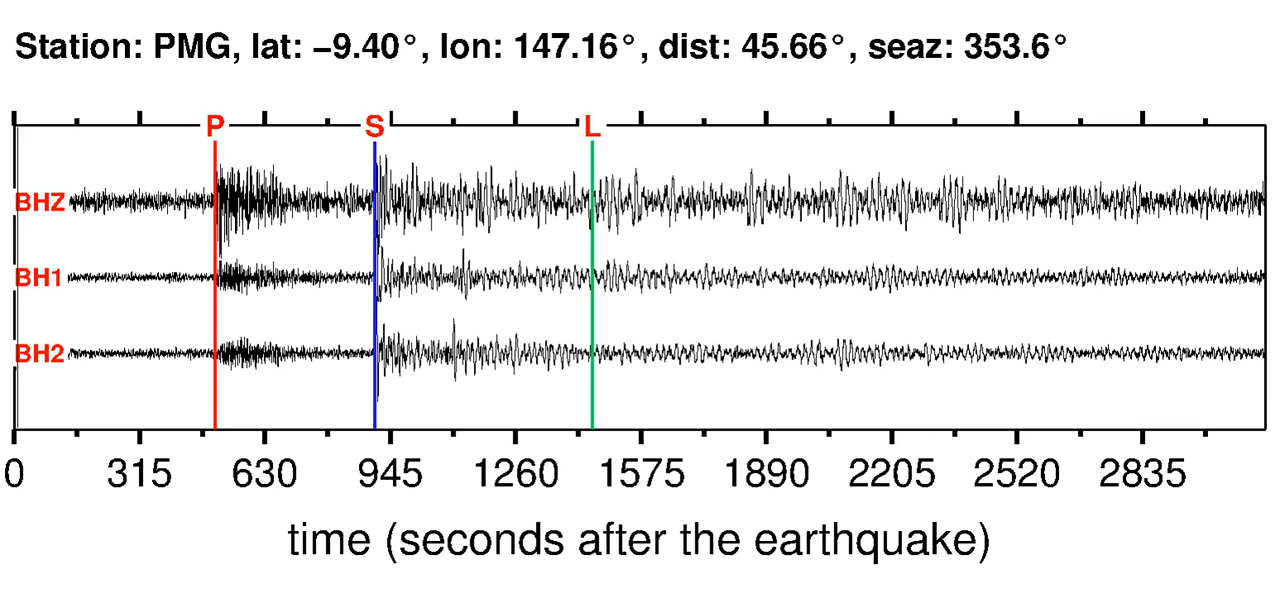 Station: PMG, lat: −9.40°, lon: 147.16°, dist: 45.66°, seaz: 353.6°
P S L
BHZ
BH1
BH2
0 315 630 945 1260 1575 1890 2205 2520 2835
time (seconds after the earthquake)